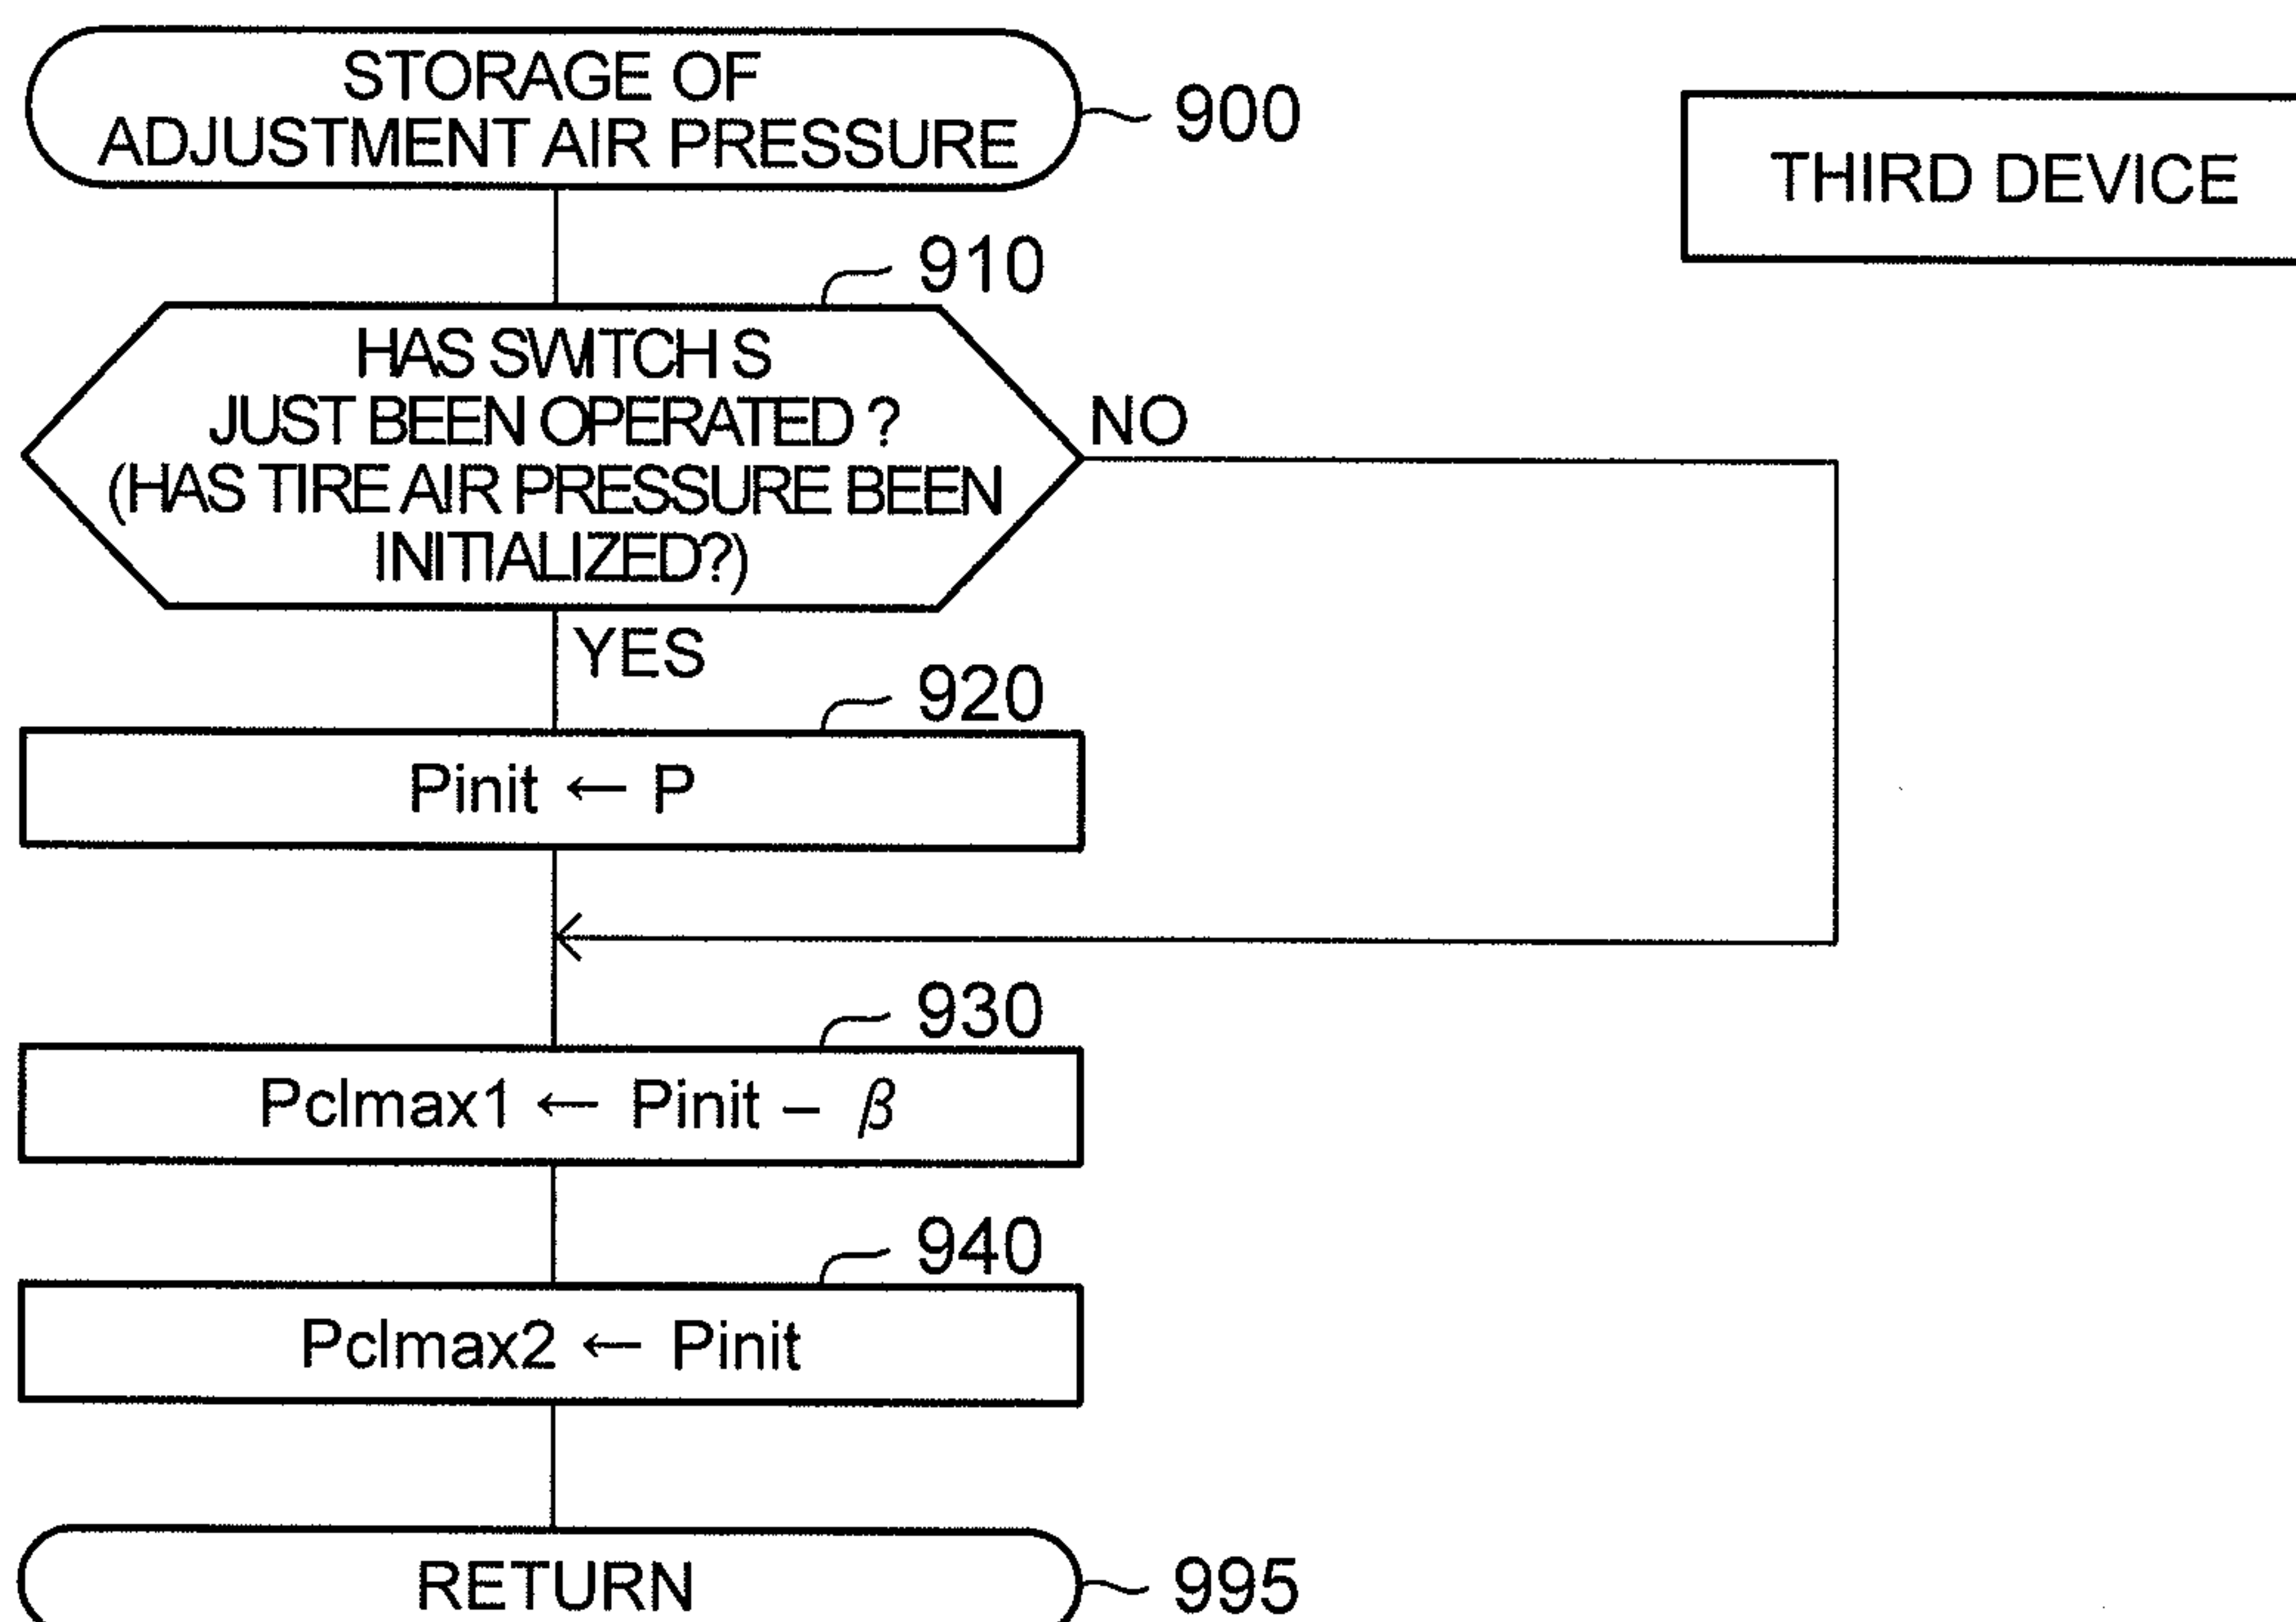 STORAGE OF
ADJUSTMENT AIR PRESSURE
900
THIRD DEVICE
910
HAS SWITCH S
JUST BEEN OPERATED ?
(HAS TIRE AIR PRESSURE BEEN
INITIALIZED?)
NO
YES
920
Pinit ← P
930
Pclmax1 ← Pinit – β
940
Pclmax2 ← Pinit
RETURN
995